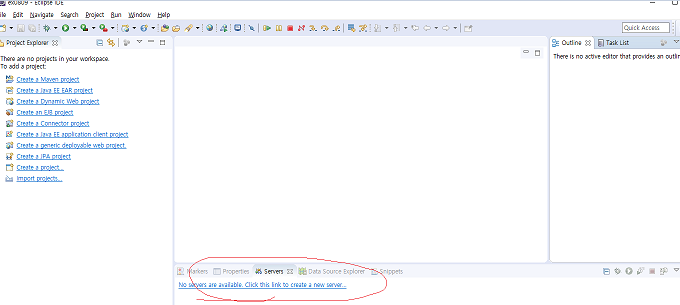 ex0809 - Eclipse IDE
ile Edit Navigate Search Project Run Window Help
Quick Access
Project Explorer
Outline Task List
There are no projects in your workspace.
To add a project:
Create a Maven project
Create a Java EE EAR project
Create a Dynamic Web project
Create an EJB project
Create a Connector project
Create a Java EE application client project
Create a generic deployable web project.
Create a JPA project
Create a project...
Import projects...
There is no active editor that provides an outlin
Markers Properties Servers Data Source Explorer Snippets
No servers are available. Click this link to create a new server...